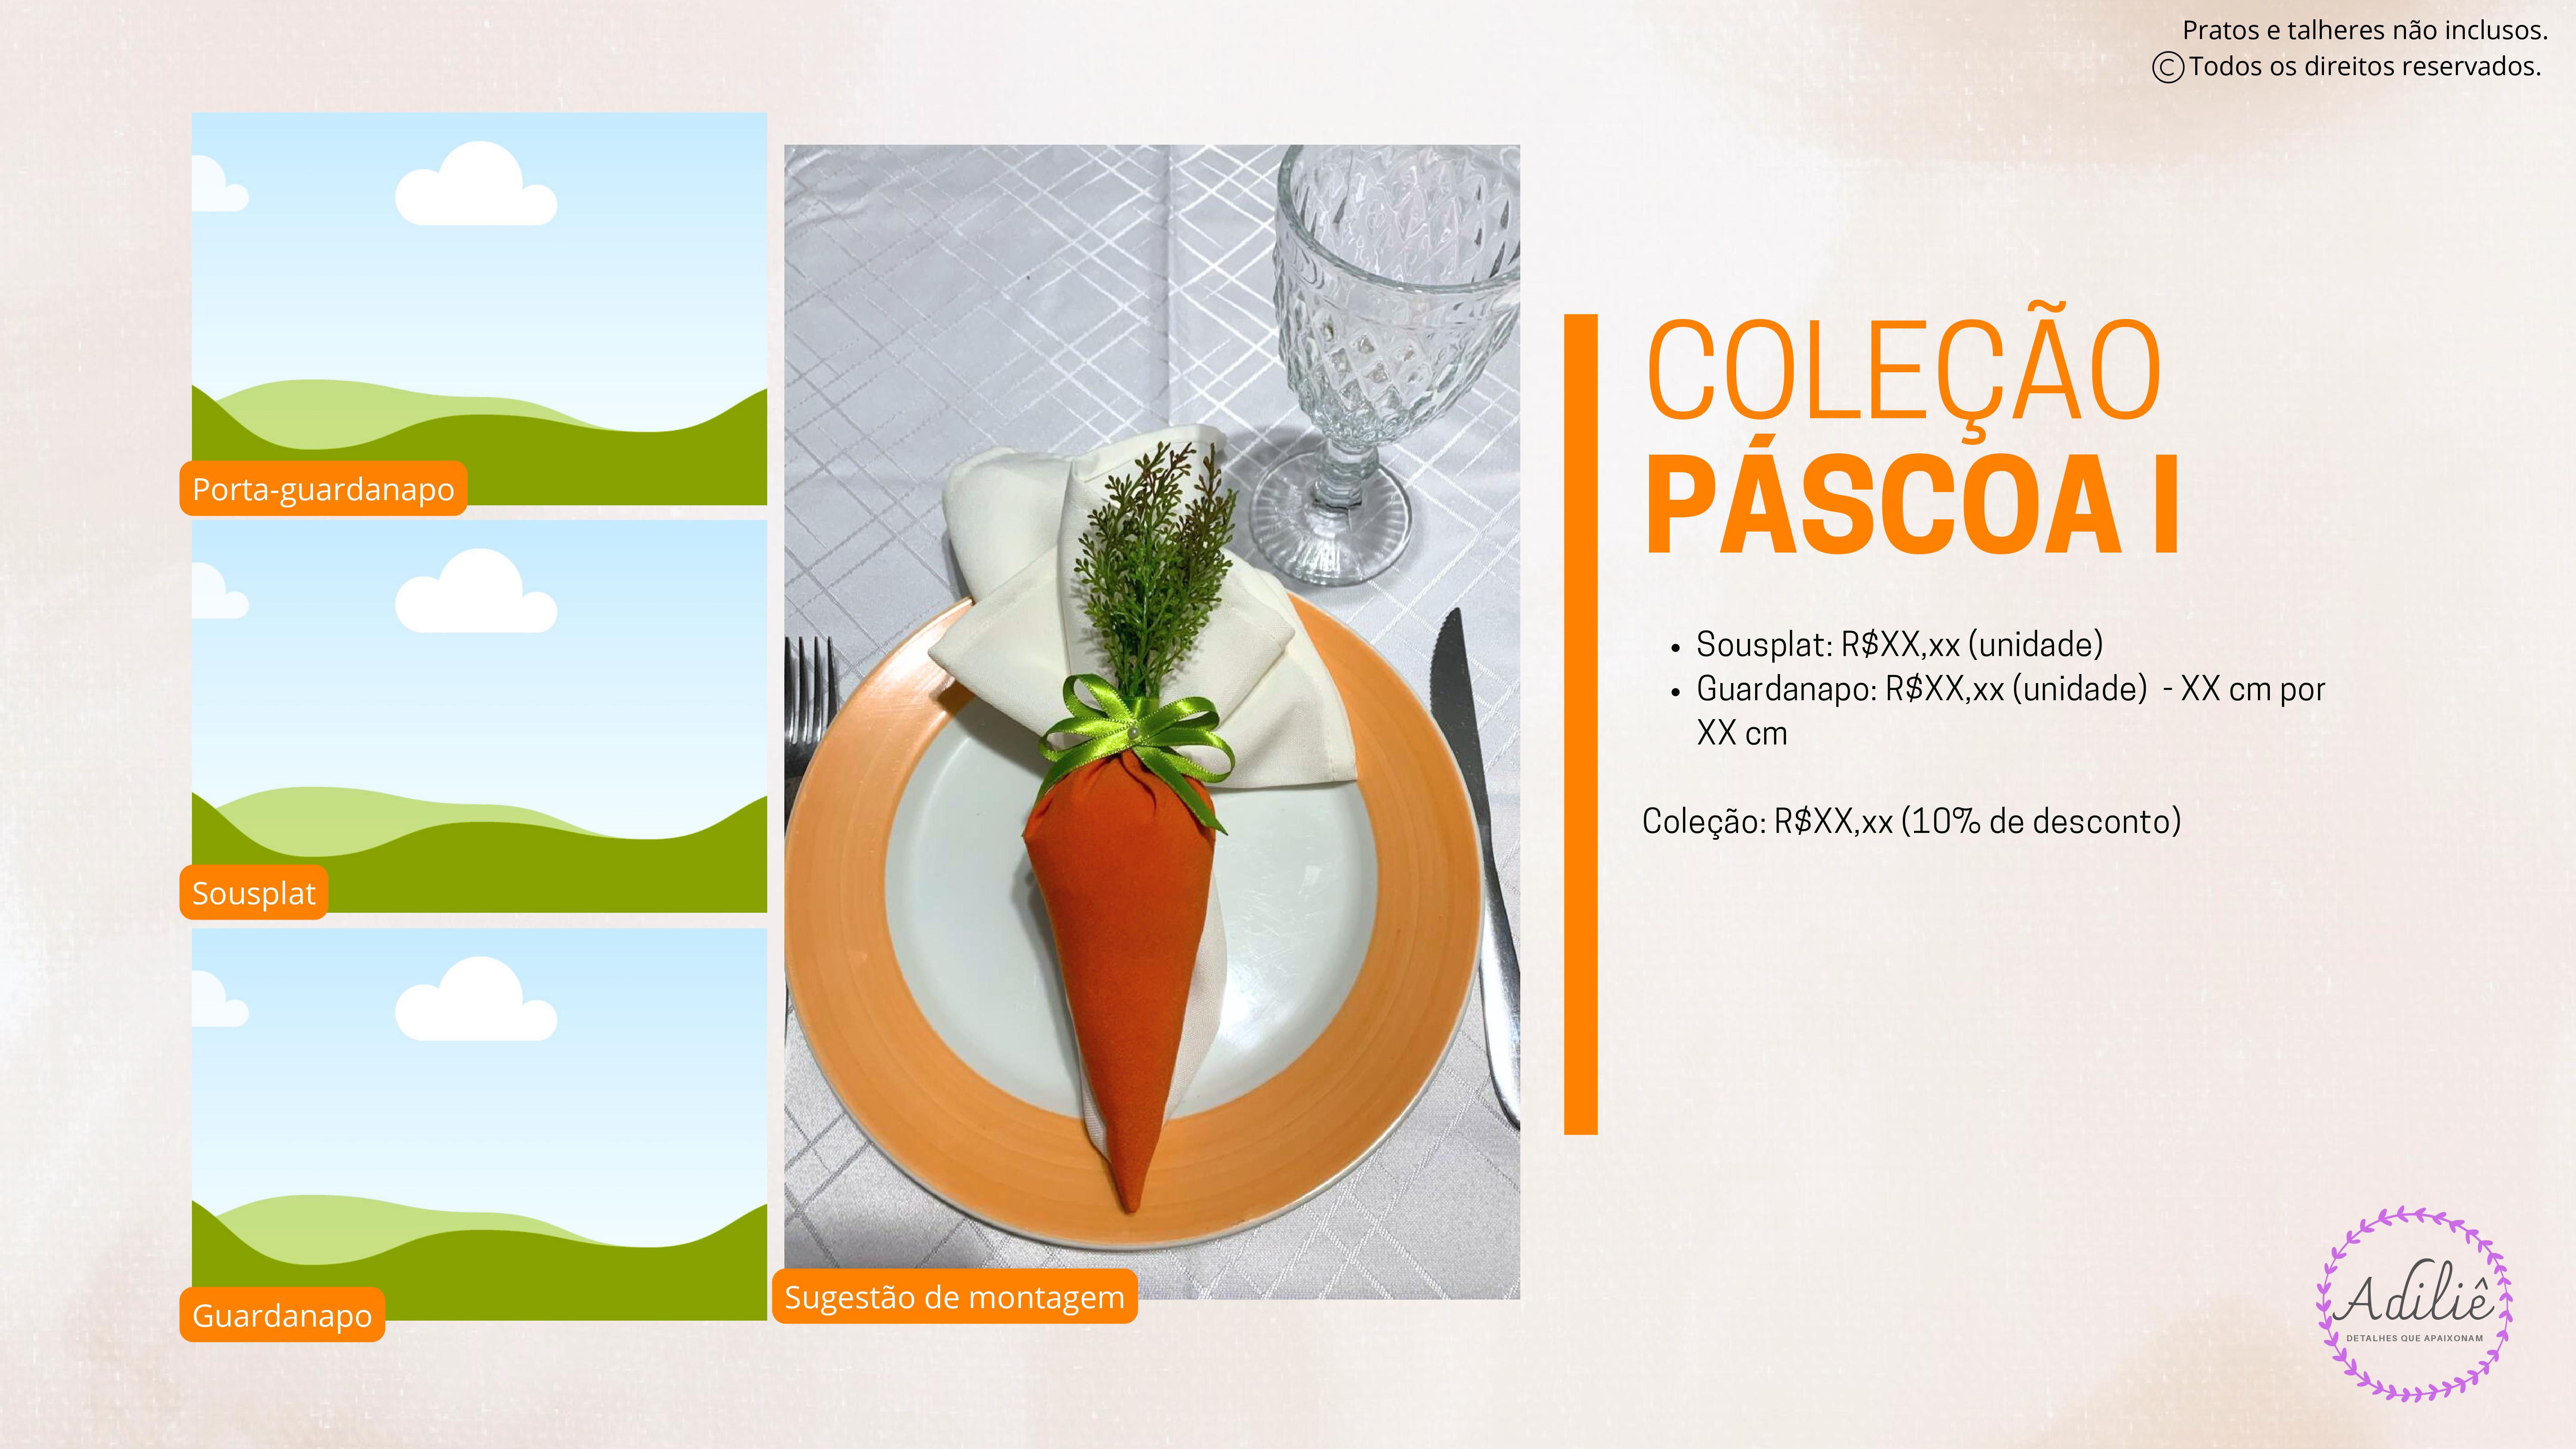 Pratos e talheres não inclusos.
©Todos os direitos reservados.
Porta-guardanapo
Sousplat
Guardanapo
Sugestão de montagem
COLEÇÃO
PÁSCOA I
• Sousplat: R$XX,xx (unidade)
• Guardanapo: R$XX,xx (unidade) - XX cm por
XX cm
Coleção: R$XX,xx (10% de desconto)
Adiliê
DETALHES QUE APAIXONAM